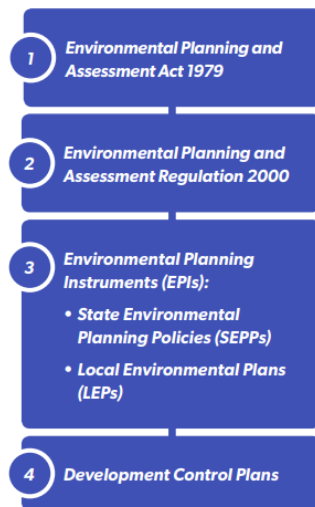 1
Environmental Planning and
Assessment Act 1979
2
Environmental Planning and
Assessment Regulation 2000
3
Environmental Planning
Instruments (EPIs):
• State Environmental
Planning Policies (SEPPs)
• Local Environmental Plans
(LEPs)
4
Development Control Plans